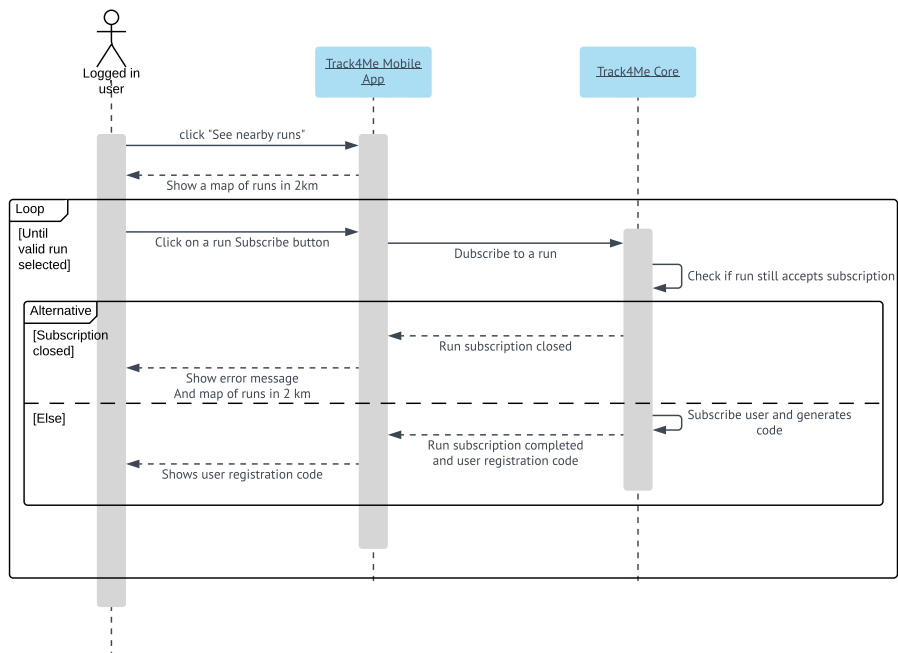 Logged in
user
Track4Me Mobile
App
Track4Me Core
click "See nearby runs"
Show a map of runs in 2km
Loop
[Until
valid run
selected]
Click on a run Subscribe button
Dubscribe to a run
Check if run still accepts subscription
Alternative
[Subscription
closed]
Run subscription closed
Show error message
And map of runs in 2 km
[Else]
Subscribe user and generates
code
Run subscription completed
and user registration code
Shows user registration code